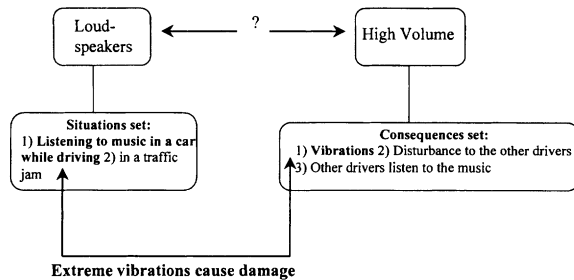 Loud-
speakers
?
High Volume
Situations set:
1) Listening to music in a car
while driving 2) in a traffic
jam
Consequences set:
1) Vibrations 2) Disturbance to the other drivers
3) Other drivers listen to the music
Extreme vibrations cause damage